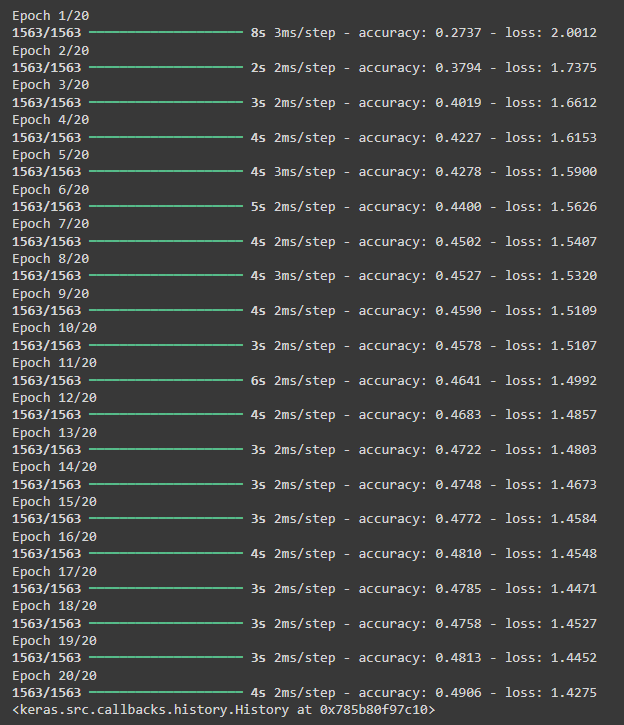 Epoch 1/20
1563/1563 ━━━━━━━━━━━━━━━━━━━━ 8s 3ms/step - accuracy: 0.2737 - loss: 2.0012
Epoch 2/20
1563/1563 ━━━━━━━━━━━━━━━━━━━━ 2s 2ms/step - accuracy: 0.3794 - loss: 1.7375
Epoch 3/20
1563/1563 ━━━━━━━━━━━━━━━━━━━━ 3s 2ms/step - accuracy: 0.4019 - loss: 1.6612
Epoch 4/20
1563/1563 ━━━━━━━━━━━━━━━━━━━━ 4s 2ms/step - accuracy: 0.4227 - loss: 1.6153
Epoch 5/20
1563/1563 ━━━━━━━━━━━━━━━━━━━━ 4s 3ms/step - accuracy: 0.4278 - loss: 1.5900
Epoch 6/20
1563/1563 ━━━━━━━━━━━━━━━━━━━━ 5s 2ms/step - accuracy: 0.4400 - loss: 1.5626
Epoch 7/20
1563/1563 ━━━━━━━━━━━━━━━━━━━━ 4s 2ms/step - accuracy: 0.4502 - loss: 1.5407
Epoch 8/20
1563/1563 ━━━━━━━━━━━━━━━━━━━━ 4s 3ms/step - accuracy: 0.4527 - loss: 1.5320
Epoch 9/20
1563/1563 ━━━━━━━━━━━━━━━━━━━━ 4s 2ms/step - accuracy: 0.4590 - loss: 1.5109
Epoch 10/20
1563/1563 ━━━━━━━━━━━━━━━━━━━━ 3s 2ms/step - accuracy: 0.4578 - loss: 1.5107
Epoch 11/20
1563/1563 ━━━━━━━━━━━━━━━━━━━━ 6s 2ms/step - accuracy: 0.4641 - loss: 1.4992
Epoch 12/20
1563/1563 ━━━━━━━━━━━━━━━━━━━━ 4s 2ms/step - accuracy: 0.4683 - loss: 1.4857
Epoch 13/20
1563/1563 ━━━━━━━━━━━━━━━━━━━━ 3s 2ms/step - accuracy: 0.4722 - loss: 1.4803
Epoch 14/20
1563/1563 ━━━━━━━━━━━━━━━━━━━━ 3s 2ms/step - accuracy: 0.4748 - loss: 1.4673
Epoch 15/20
1563/1563 ━━━━━━━━━━━━━━━━━━━━ 3s 2ms/step - accuracy: 0.4772 - loss: 1.4584
Epoch 16/20
1563/1563 ━━━━━━━━━━━━━━━━━━━━ 4s 2ms/step - accuracy: 0.4810 - loss: 1.4548
Epoch 17/20
1563/1563 ━━━━━━━━━━━━━━━━━━━━ 3s 2ms/step - accuracy: 0.4785 - loss: 1.4471
Epoch 18/20
1563/1563 ━━━━━━━━━━━━━━━━━━━━ 3s 2ms/step - accuracy: 0.4758 - loss: 1.4527
Epoch 19/20
1563/1563 ━━━━━━━━━━━━━━━━━━━━ 3s 2ms/step - accuracy: 0.4813 - loss: 1.4452
Epoch 20/20
1563/1563 ━━━━━━━━━━━━━━━━━━━━ 4s 2ms/step - accuracy: 0.4906 - loss: 1.4275
<keras.src.callbacks.history.History at 0x785b80f97c10>